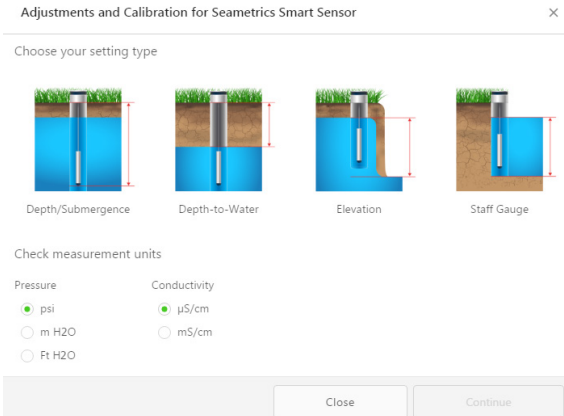 Adjustments and Calibration for Seametrics Smart Sensor
Choose your setting type
Depth/Submergence
Depth-to-Water
Elevation
Staff Gauge
Check measurement units
Pressure
Conductivity
psi
µS/cm
m H2O
mS/cm
Ft H2O
Close
Continue